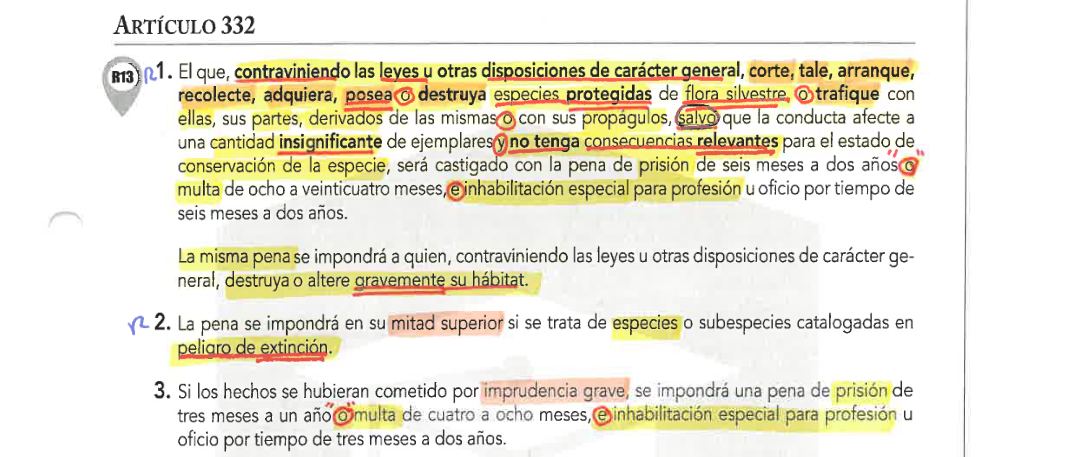 ARTÍCULO 332
R13 1. El que, contraviniendo las leyes u otras disposiciones de carácter general, corte, tale, arranque,
recolecte, adquiera, posea o destruya especies protegidas de flora silvestre, o trafique con
ellas, sus partes, derivados de las mismas o con sus propágulos, salvo que la conducta afecte a
una cantidad insignificante de ejemplares y no tenga consecuencias relevantes para el estado de
conservación de la especie, será castigado con la pena de prisión de seis meses a dos años "o"
multa de ocho a veinticuatro meses, e inhabilitación especial para profesión u oficio por tiempo de
seis meses a dos años.
La misma pena se impondrá a quien, contraviniendo las leyes u otras disposiciones de carácter ge-
neral, destruya o altere gravemente su hábitat.
2. La pena se impondrá en su mitad superior si se trata de especies o subespecies catalogadas en
peligro de extinción.
3. Si los hechos se hubieran cometido por imprudencia grave, se impondrá una pena de prisión de
tres meses a un año "o" multa de cuatro a ocho meses, e inhabilitación especial para profesión u
oficio por tiempo de tres meses a dos años.